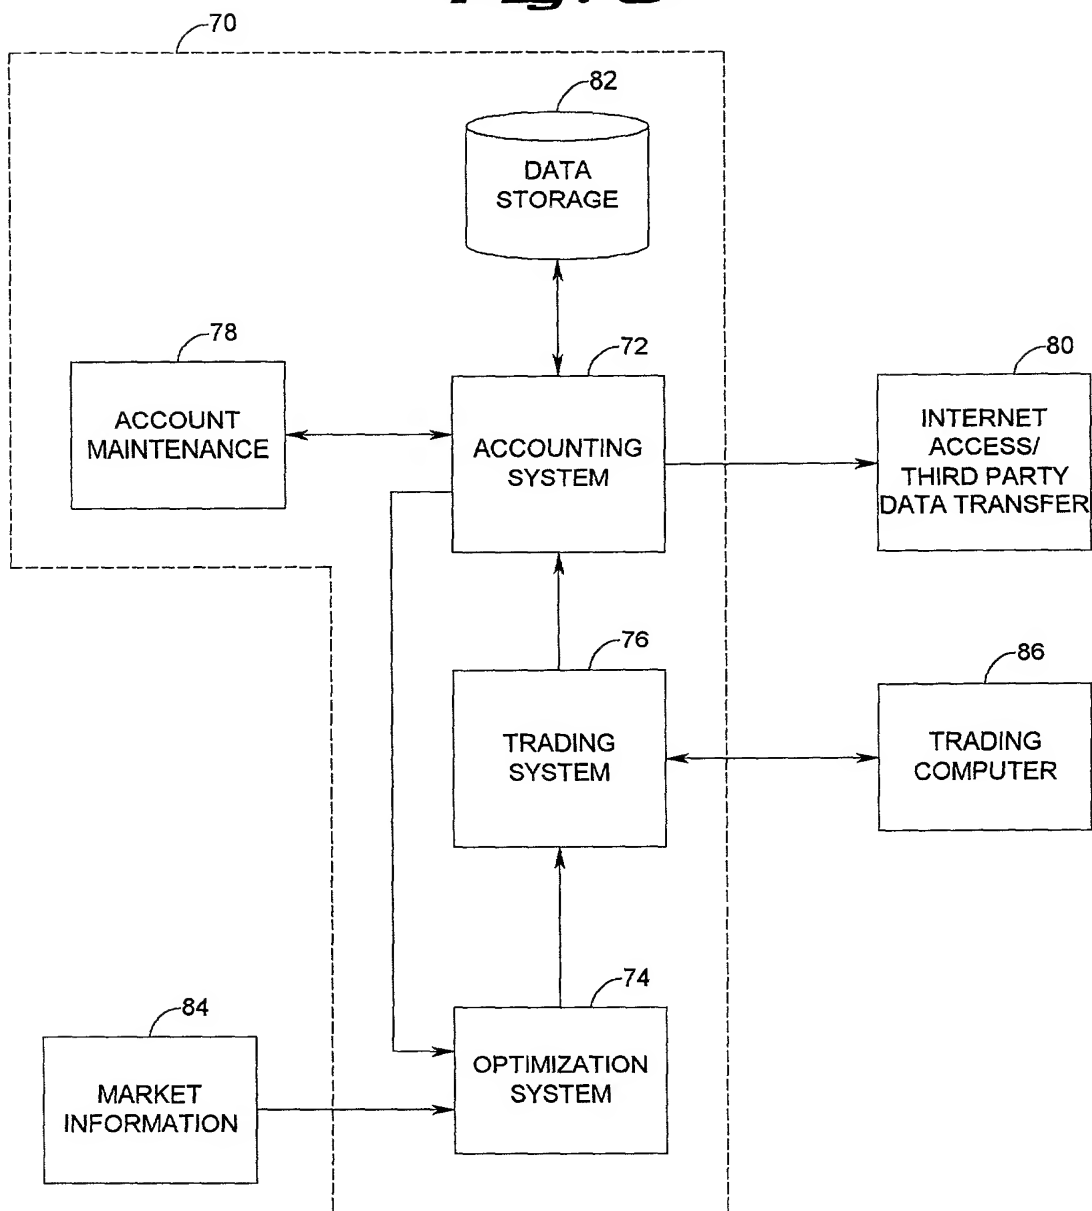 70
82
DATA
STORAGE
78
72
80
ACCOUNT
MAINTENANCE
ACCOUNTING
SYSTEM
INTERNET
ACCESS/
THIRD PARTY
DATA TRANSFER
76
86
TRADING
SYSTEM
TRADING
COMPUTER
74
84
OPTIMIZATION
SYSTEM
MARKET
INFORMATION